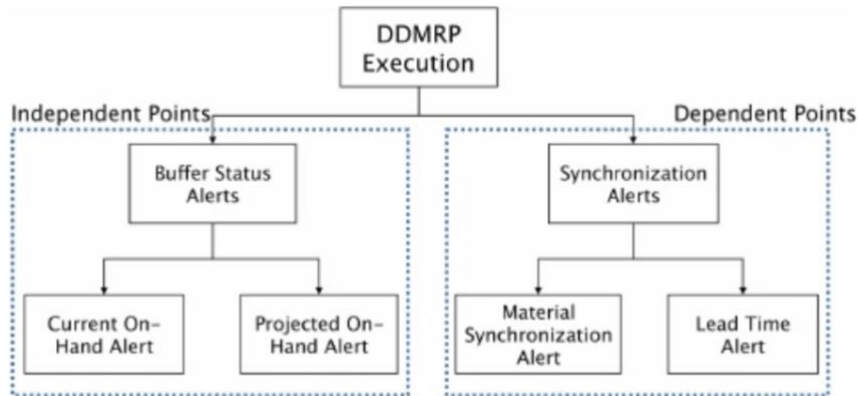 DDMRP
Execution
Independent Points
Dependent Points
Buffer Status
Alerts
Synchronization
Alerts
Current On-
Hand Alert
Projected On-
Hand Alert
Material
Synchronization
Alert
Lead Time
Alert